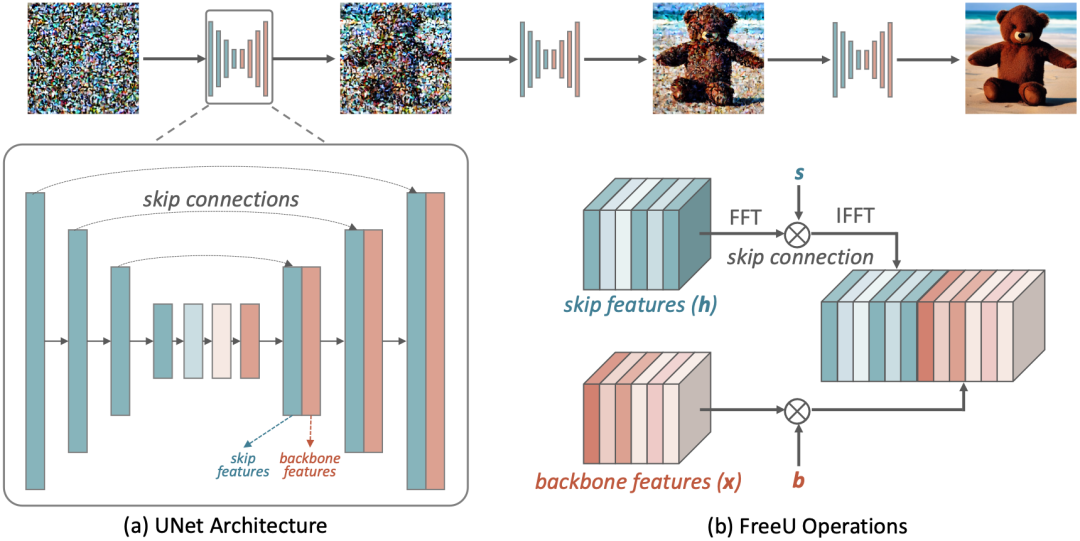 skip connections
skip
features
backbone
features
(a) UNet Architecture
s
FFT
IFFT
skip connection
skip features (h)
backbone features (x)
b
(b) FreeU Operations